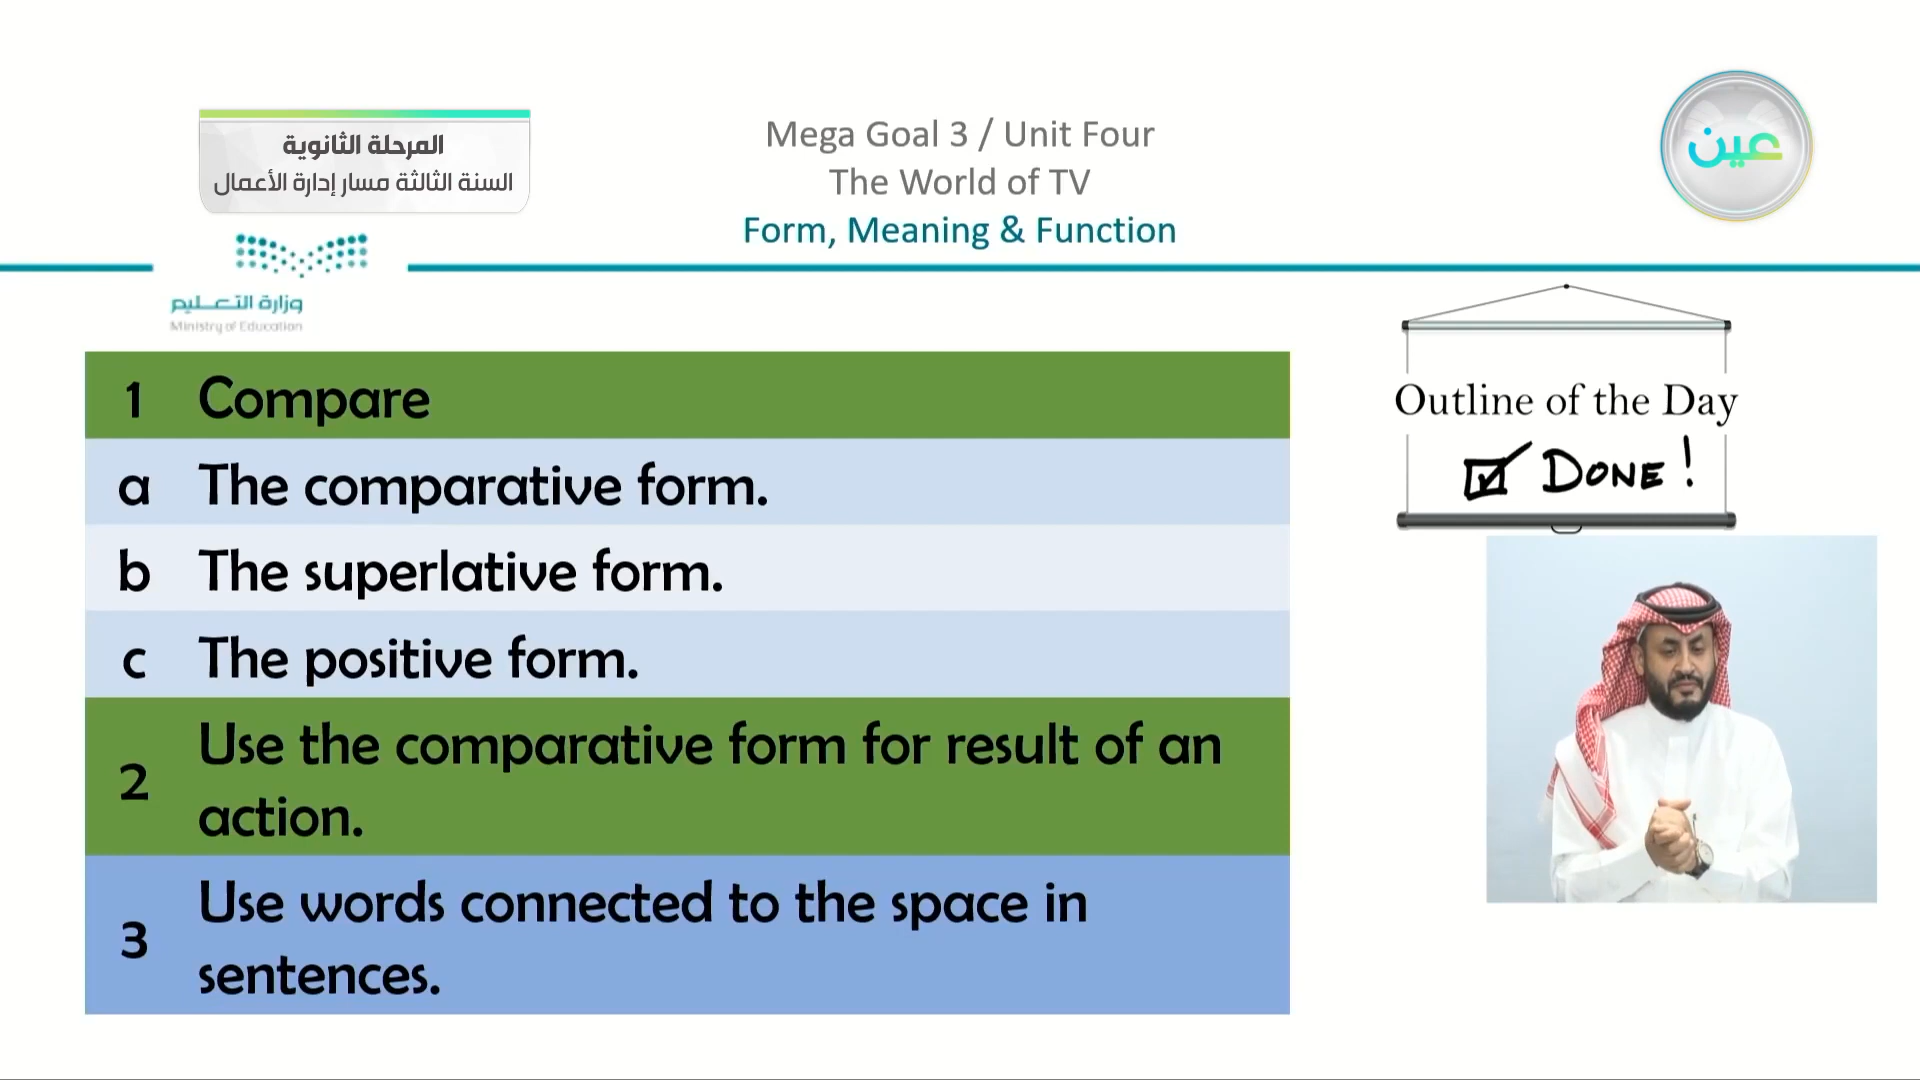 المرحلة الثانوية
السنة الثالثة مسار إدارة الأعمال
Mega Goal 3 / Unit Four
The World of TV
Form, Meaning & Function
عين
وزارة التعليم
Ministry of Education
1 Compare
a The comparative form.
b The superlative form.
c The positive form.
2 Use the comparative form for result of an
action.
3 Use words connected to the space in
sentences.
Outline of the Day
DONE!